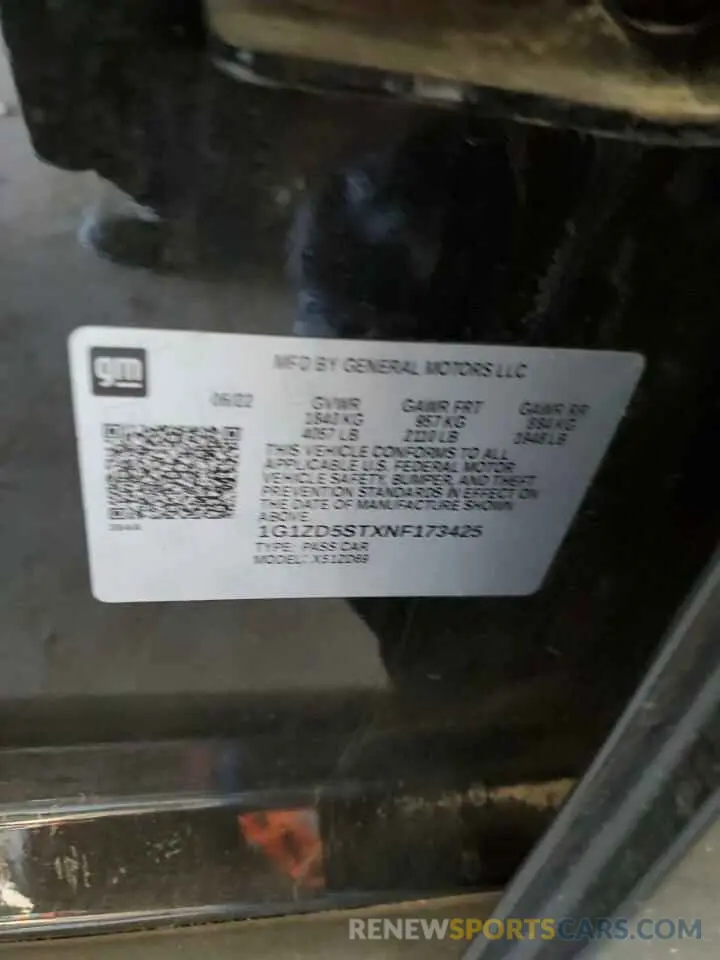 gm
MFD BY GENERAL MOTORS LLC
06/22 GVWR GAWR FRT GAWR RR
1840 KG 957 KG 884 KG
4057 LB 2110 LB 1948 LB
THIS VEHICLE CONFORMS TO ALL
APPLICABLE U.S. FEDERAL MOTOR
VEHICLE SAFETY, BUMPER, AND THEFT
PREVENTION STANDARDS IN EFFECT ON
THE DATE OF MANUFACTURE SHOWN
ABOVE.
1G1ZD5STXNF173425
TYPE: PASS CAR
MODEL: X51ZD69
RENEWSPORTSCARS.COM